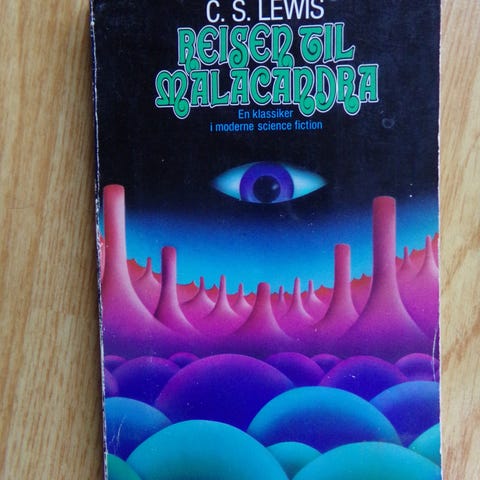 C. S. LEWIS
REISEN TIL
MALACANDRA
En klassiker
i moderne science fiction